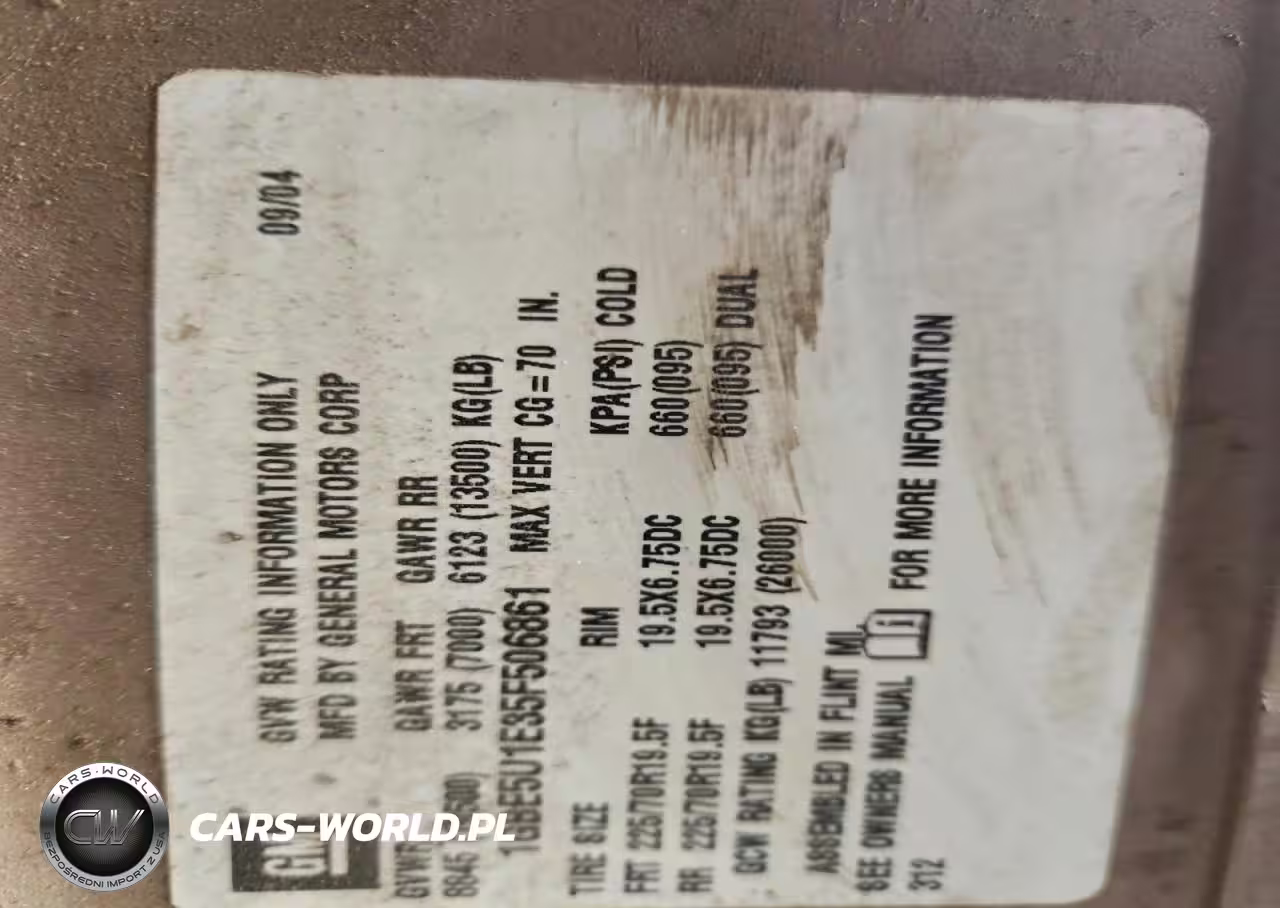 GM
GVW RATING INFORMATION ONLY 09/04
MFD BY GENERAL MOTORS CORP
GVWR GAWR FRT GAWR RR
3175 (7000) 6123 (13500) KG(LB)
1GBE5U1E35F506861 MAX VERT CG=70 IN.
TIRE SIZE RIM KPA(PSI) COLD
FRT 225/70R19.5F 19.5X6.75DC 660(095)
RR 225/70R19.5F 19.5X6.75DC 660(095) DUAL
GCW RATING KG(LB) 11793 (26000)
ASSEMBLED IN FLINT MI.
SEE OWNERS MANUAL i FOR MORE INFORMATION
312
CARS-WORLD
CW
BEZPOŚREDNI IMPORT Z USA
CARS-WORLD.PL